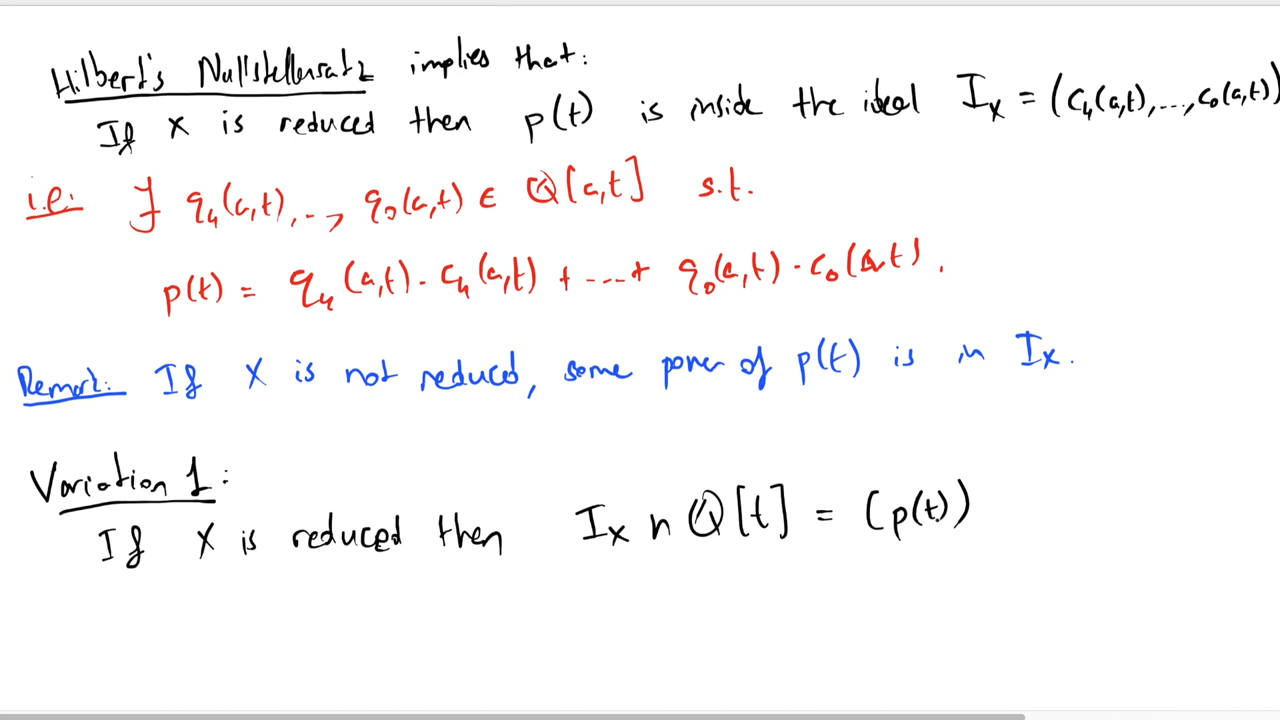 Hilbert's Nullstellensatz implies that:
If X is reduced then p(t) is inside the ideal I_X = (c_4(a,t),...,c_0(a,t))
i.e: ∃ q_4(a,t),..., q_0(a,t) ∈ ℚ[a,t] s.t.
p(t) = q_4(a,t)·c_4(a,t) + ... + q_0(a,t)·c_0(a,t).
Remark: If X is not reduced, some power of p(t) is in I_X.
Variation 1:
If X is reduced then I_X ∩ ℚ[t] = (p(t))